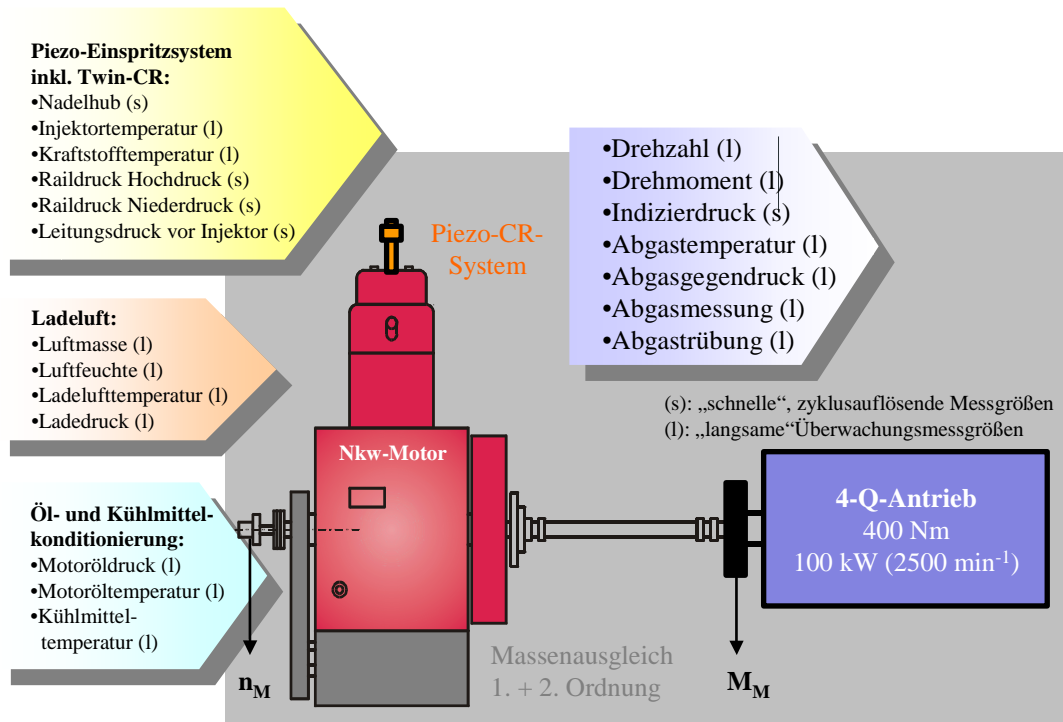 Piezo-Einspritzsystem
inkl. Twin-CR:
•Nadelhub (s)
•Injektortemperatur (l)
•Kraftstofftemperatur (l)
•Raildruck Hochdruck (s)
•Raildruck Niederdruck (s)
•Leitungsdruck vor Injektor (s)
Ladeluft:
•Luftmasse (l)
•Luftfeuchte (l)
•Ladelufttemperatur (l)
•Ladedruck (l)
Öl- und Kühlmittel-
konditionierung:
•Motoröldruck (l)
•Motoröltemperatur (l)
•Kühlmittel-
temperatur (l)
Piezo-CR-
System
•Drehzahl (l)
•Drehmoment (l)
•Indizierdruck (s)
•Abgastemperatur (l)
•Abgasgegendruck (l)
•Abgasmessung (l)
•Abgastrübung (l)
(s): „schnelle“, zyklusauflösende Messgrößen
(l): „langsame“Überwachungsmessgrößen
Nkw-Motor
4-Q-Antrieb
400 Nm
100 kW (2500 min⁻¹)
Massenausgleich
1. + 2. Ordnung
n_M
M_M